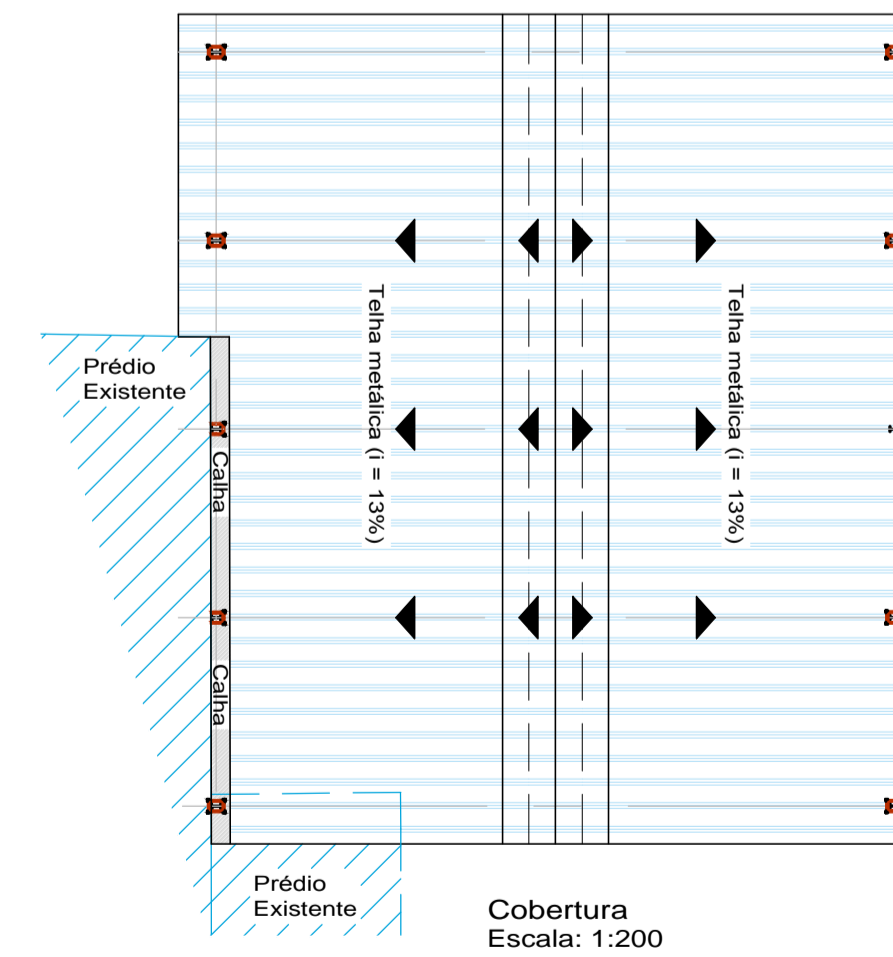 Telha metálica (i = 13%)
Telha metálica (i = 13%)
Prédio
Existente
Calha
Calha
Prédio
Existente
Cobertura
Escala: 1:200